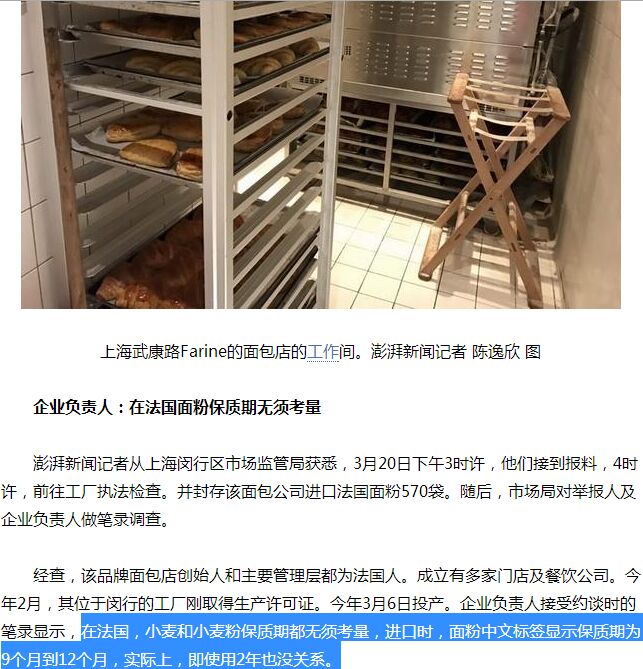 上海武康路Farine的面包店的工作间。澎湃新闻记者 陈逸欣 图
企业负责人：在法国面粉保质期无须考量
澎湃新闻记者从上海闵行区市场监管局获悉，3月20日下午3时许，他们接到报料，4时
许，前往工厂执法检查。并封存该面包公司进口法国面粉570袋。随后，市场局对举报人及
企业负责人做笔录调查。
经查，该品牌面包店创始人和主要管理层都为法国人。成立有多家门店及餐饮公司。今
年2月，其位于闵行的工厂刚取得生产许可证。今年3月6日投产。企业负责人接受约谈时的
笔录显示，在法国，小麦和小麦粉保质期都无须考量，进口时，面粉中文标签显示保质期为
9个月到12个月，实际上，即使用2年也没关系。